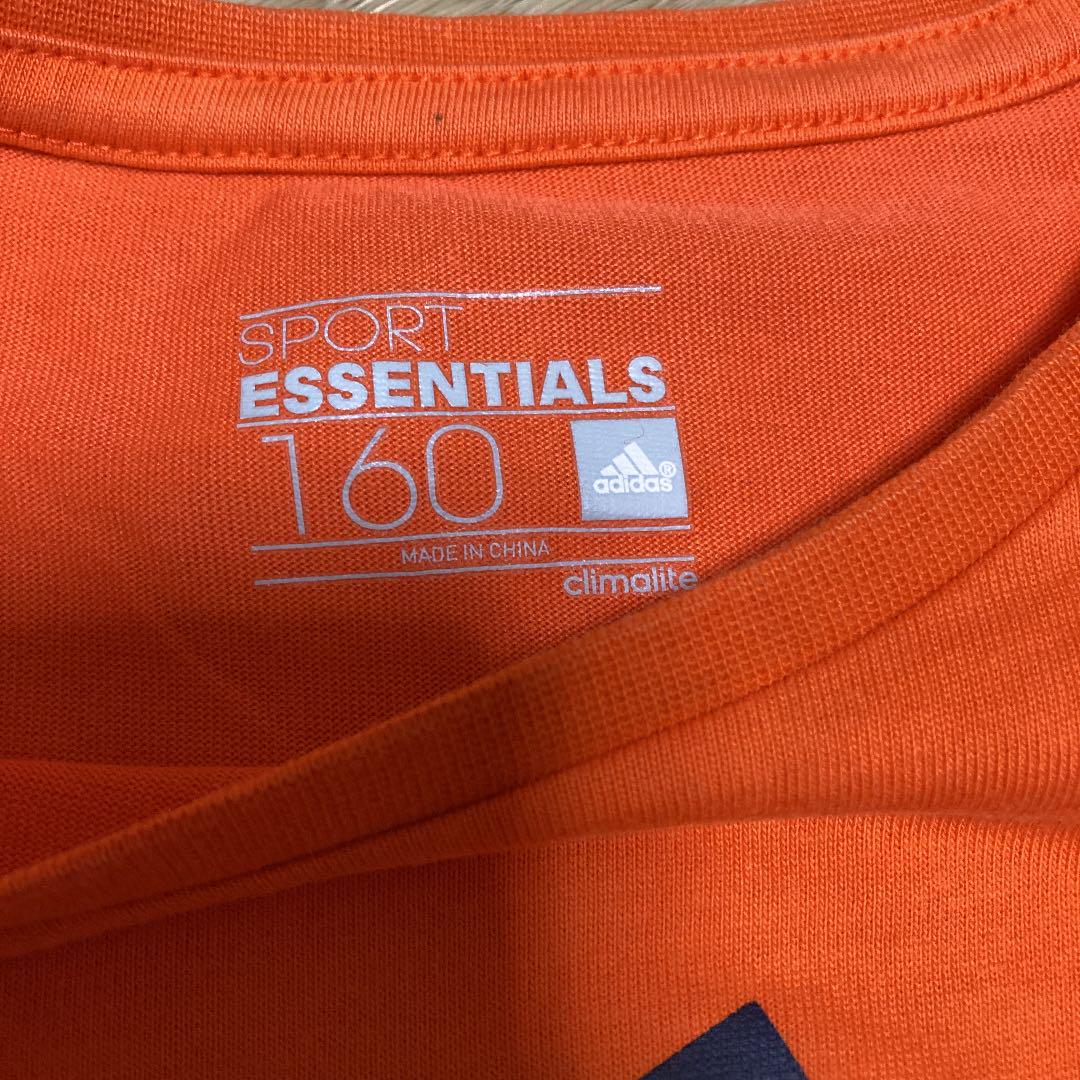 SPORT
ESSENTIALS
160
adidas®
MADE IN CHINA
climalite